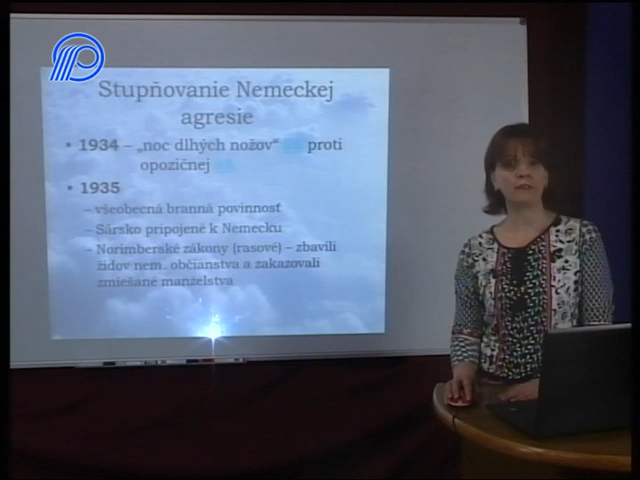 Stupňovanie Nemeckej
agresie
• 1934 – „noc dlhých nožov“ proti
opozičnej
• 1935
– všeobecná branná povinnosť
– Sársko pripojené k Nemecku
– Norimberské zákony (rasové) – zbavili
židov nem. občianstva a zakazovali
zmiešané manželstva